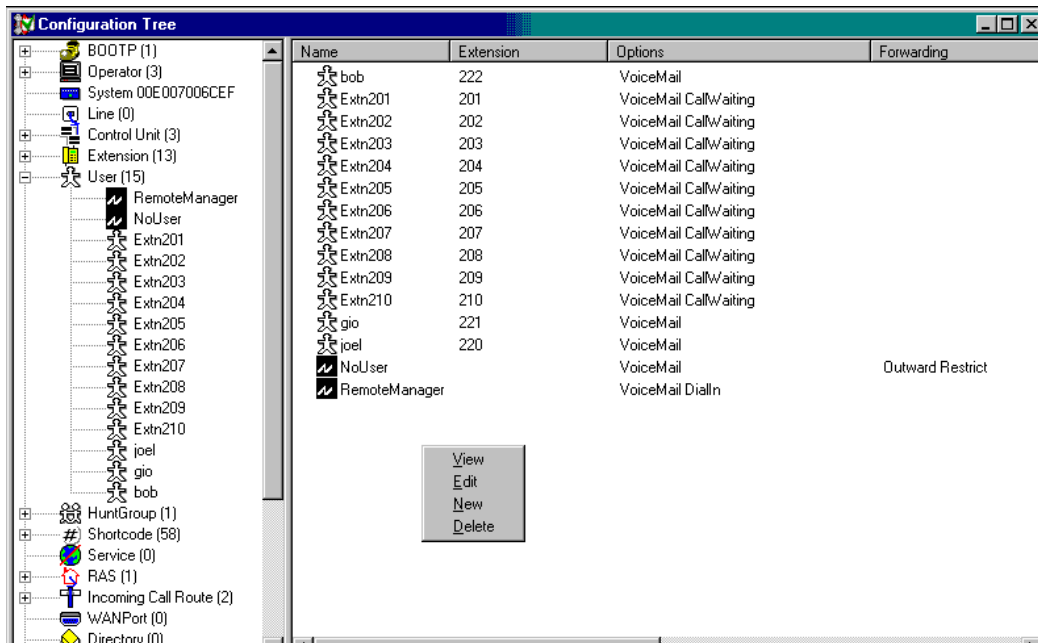 Configuration Tree
BOOTP (1)
Operator (3)
System 00E007006CEF
Line (0)
Control Unit (3)
Extension (13)
User (15)
RemoteManager
NoUser
Extn201
Extn202
Extn203
Extn204
Extn205
Extn206
Extn207
Extn208
Extn209
Extn210
joel
gio
bob
HuntGroup (1)
Shortcode (58)
Service (0)
RAS (1)
Incoming Call Route (2)
WANPort (0)
Directory (0)
Name Extension Options Forwarding
bob 222 VoiceMail
Extn201 201 VoiceMail CallWaiting
Extn202 202 VoiceMail CallWaiting
Extn203 203 VoiceMail CallWaiting
Extn204 204 VoiceMail CallWaiting
Extn205 205 VoiceMail CallWaiting
Extn206 206 VoiceMail CallWaiting
Extn207 207 VoiceMail CallWaiting
Extn208 208 VoiceMail CallWaiting
Extn209 209 VoiceMail CallWaiting
Extn210 210 VoiceMail CallWaiting
gio 221 VoiceMail
joel 220 VoiceMail
NoUser VoiceMail Outward Restrict
RemoteManager VoiceMail DialIn
View
Edit
New
Delete